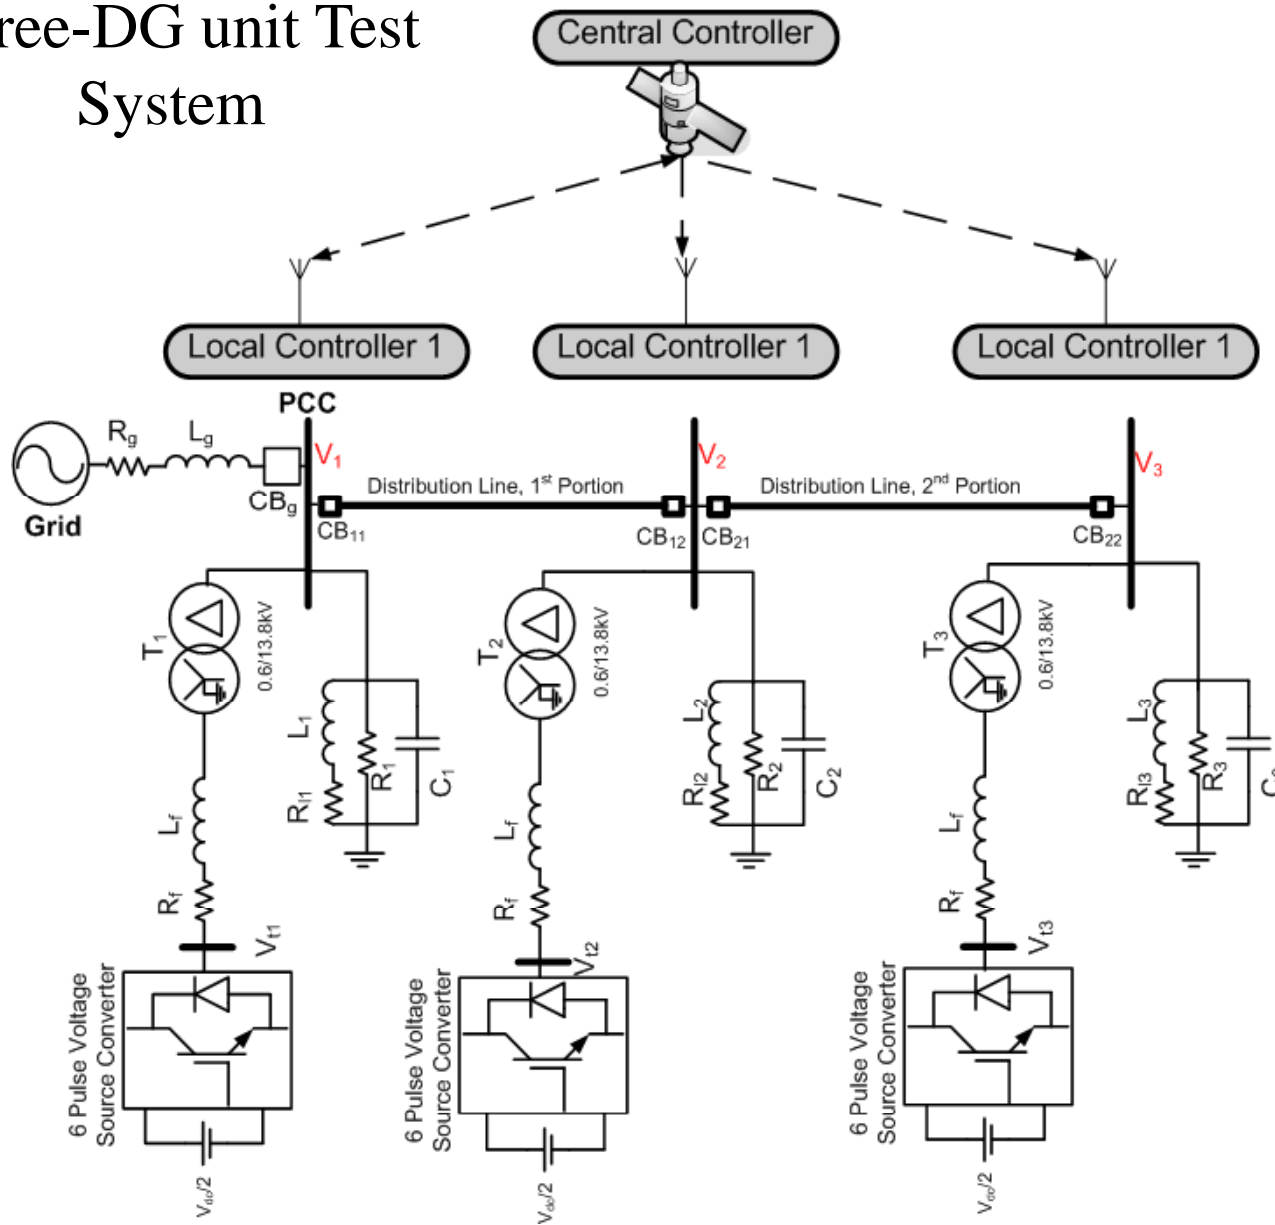 ree-DG unit Test
System
Central Controller
Local Controller 1
Local Controller 1
Local Controller 1
PCC
Rg
Lg
V1
V2
V3
Distribution Line, 1st Portion
Distribution Line, 2nd Portion
CBg
Grid
CB11
CB12
CB21
CB22
T1
0.6/13.8kV
T2
0.6/13.8kV
T3
0.6/13.8kV
L1
Rl1
R1
C1
L2
Rl2
R2
C2
L3
Rl3
R3
Lf
Lf
Lf
Rf
Rf
Rf
Vt1
Vt2
Vt3
6 Pulse Voltage
Source Converter
6 Pulse Voltage
Source Converter
6 Pulse Voltage
Source Converter
Vdc/2
Vdc/2
Vdc/2